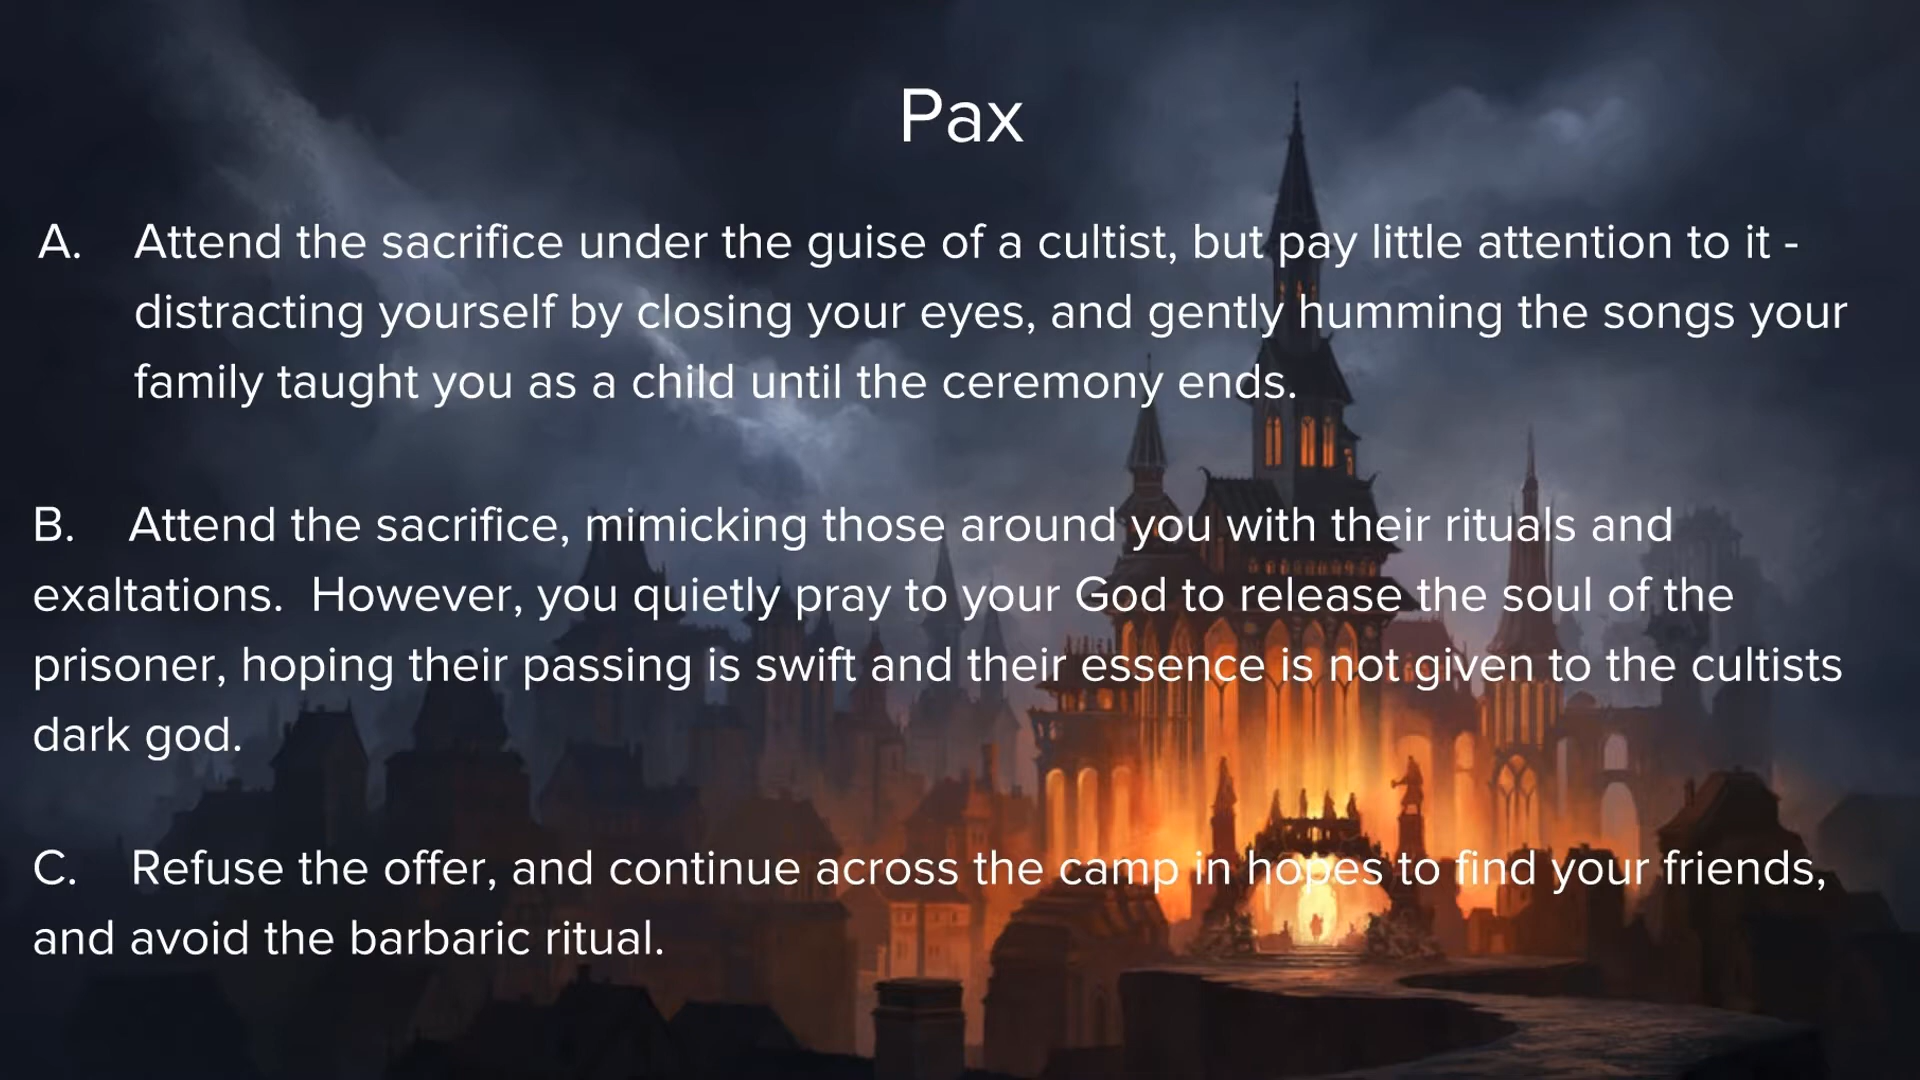 Pax
A. Attend the sacrifice under the guise of a cultist, but pay little attention to it -
distracting yourself by closing your eyes, and gently humming the songs your
family taught you as a child until the ceremony ends.
B. Attend the sacrifice, mimicking those around you with their rituals and
exaltations.  However, you quietly pray to your God to release the soul of the
prisoner, hoping their passing is swift and their essence is not given to the cultists
dark god.
C. Refuse the offer, and continue across the camp in hopes to find your friends,
and avoid the barbaric ritual.